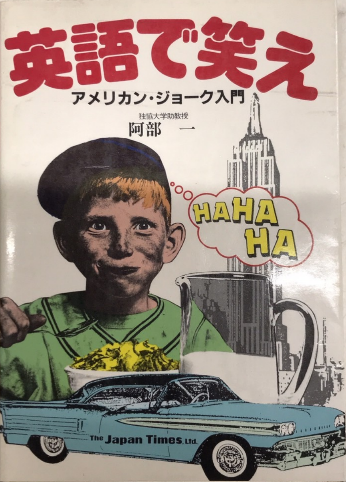 英語で笑え
アメリカン・ジョーク入門
独協大学助教授
阿部 一
HAHA
HA
The Japan Times, Ltd.